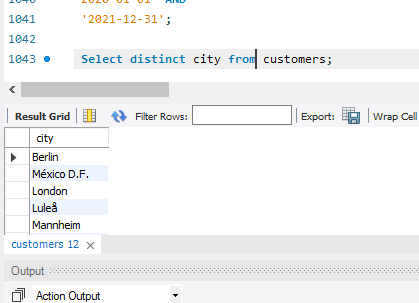 1041 '2021-12-31';
1042
1043 Select distinct city from customers;
Result Grid Filter Rows: Export: Wrap Cell
city
Berlin
México D.F.
London
Luleå
Mannheim
customers 12 ×
Output
Action Output